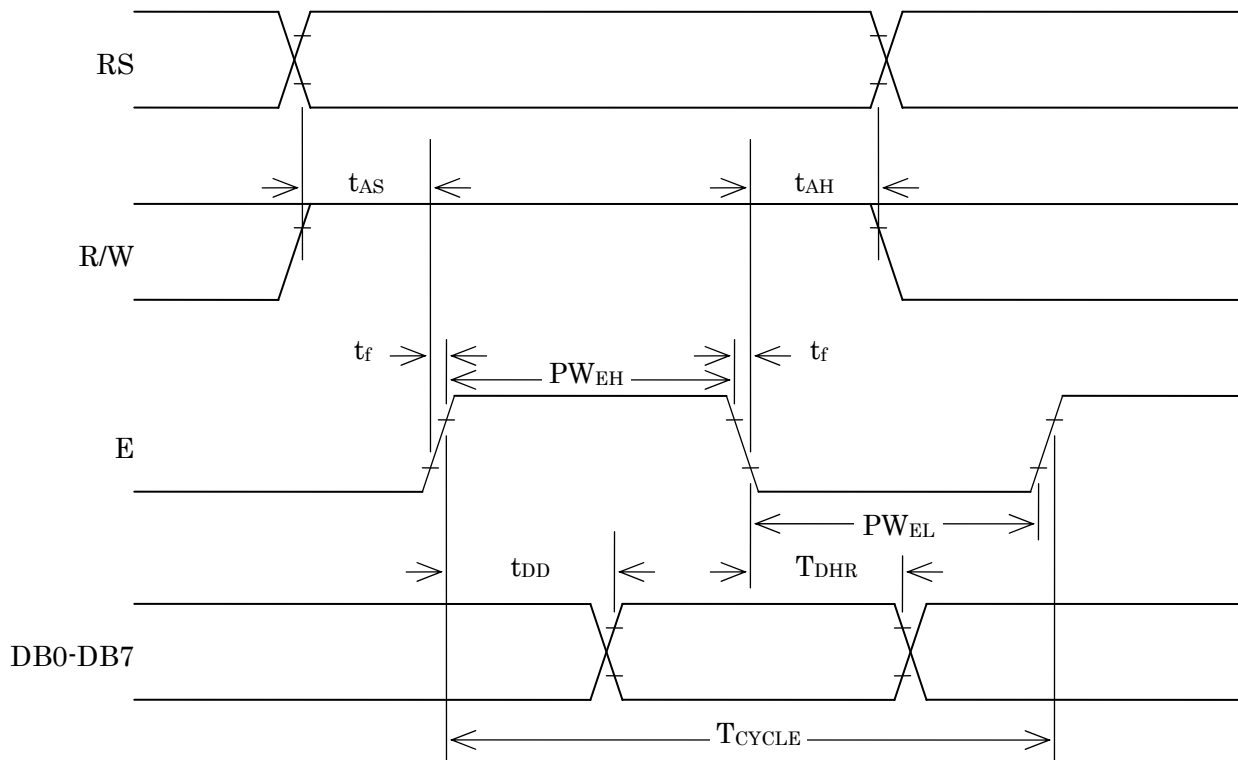 RS
tAS
tAH
R/W
tf
tf
PWEH
E
PWEL
tDD
TDHR
DB0-DB7
TCYCLE